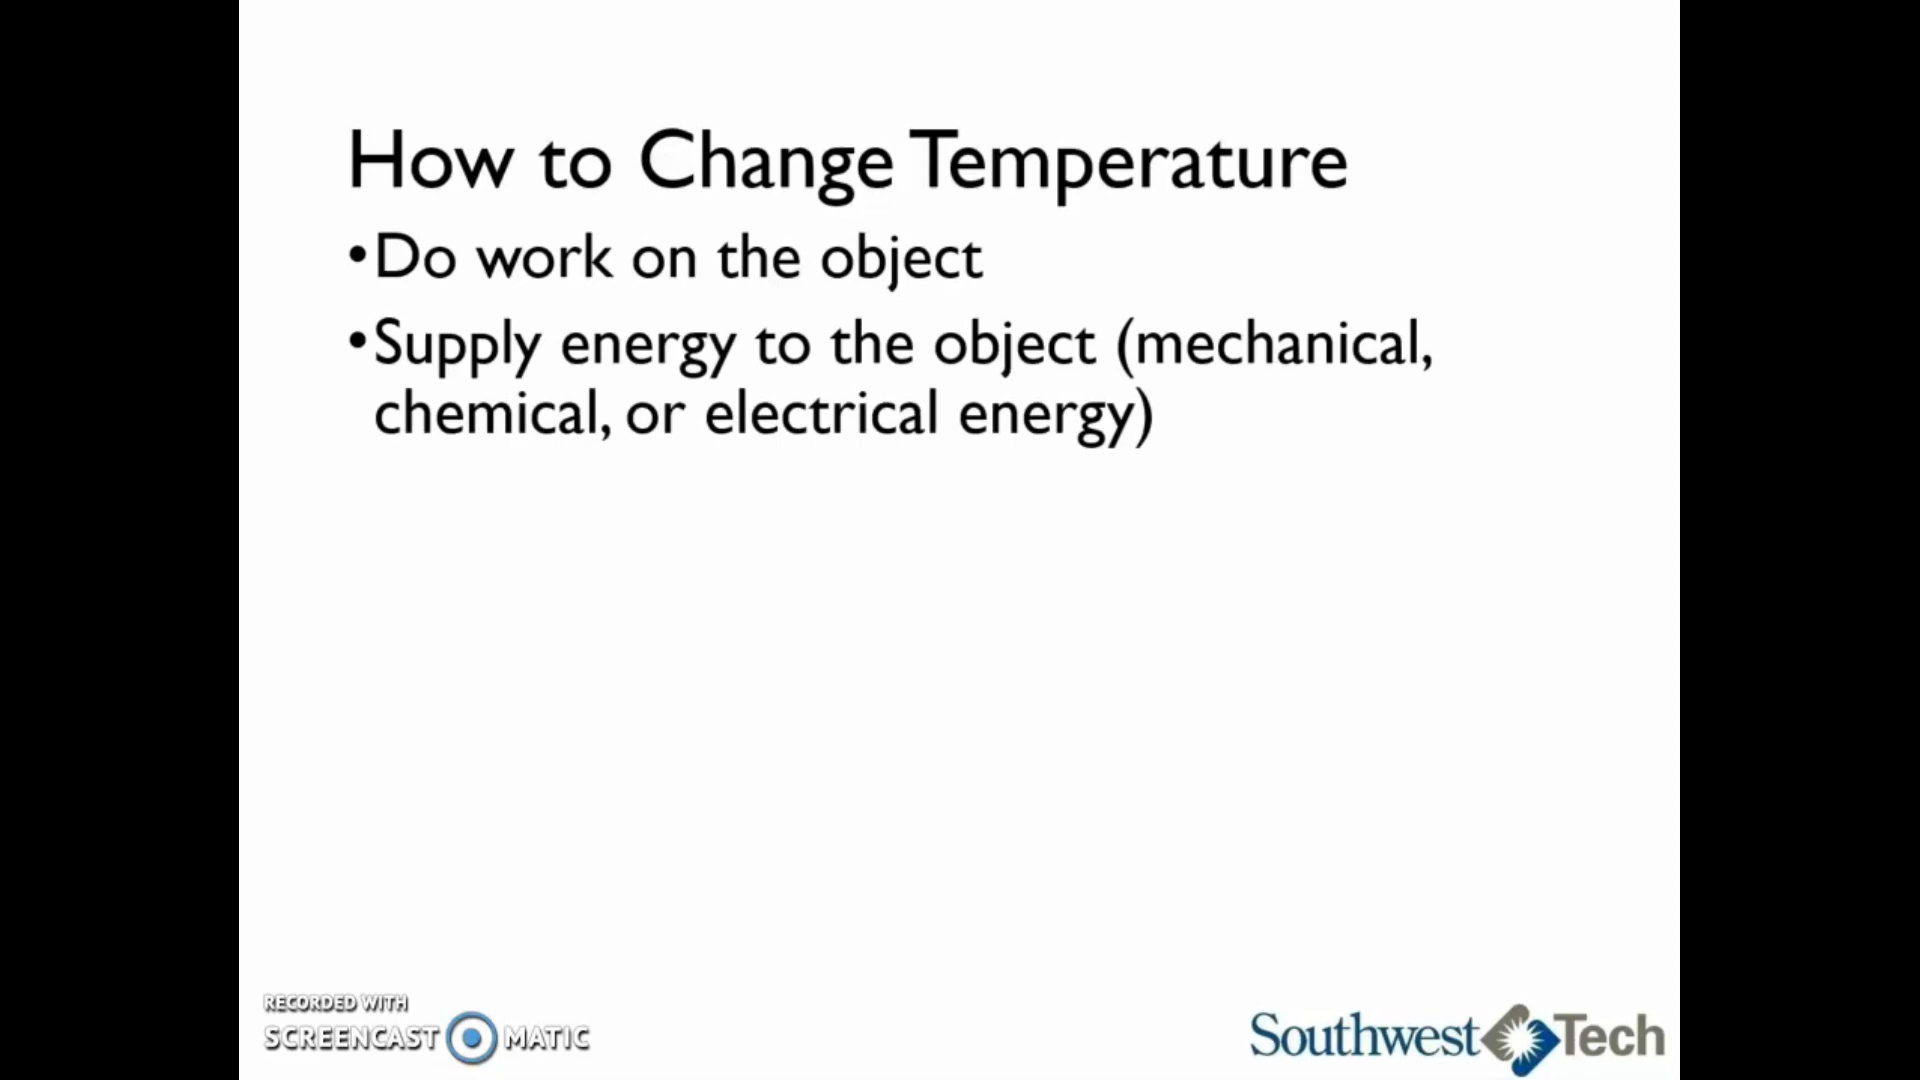 How to Change Temperature
•Do work on the object
•Supply energy to the object (mechanical,
chemical, or electrical energy)
RECORDED WITH
SCREENCAST MATIC
Southwest Tech